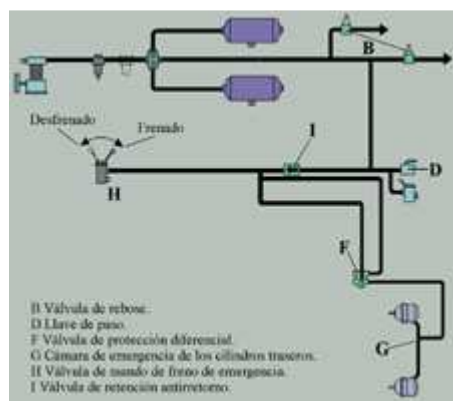 B
Desfrenado
Frenado
I
D
H
F
G
B Válvula de rebose.
D Llave de paso.
F Válvula de protección diferencial.
G Cámara de emergencia de los cilindros traseros.
H Válvula de mando de freno de emergencia.
I Válvula de retención antirretorno.